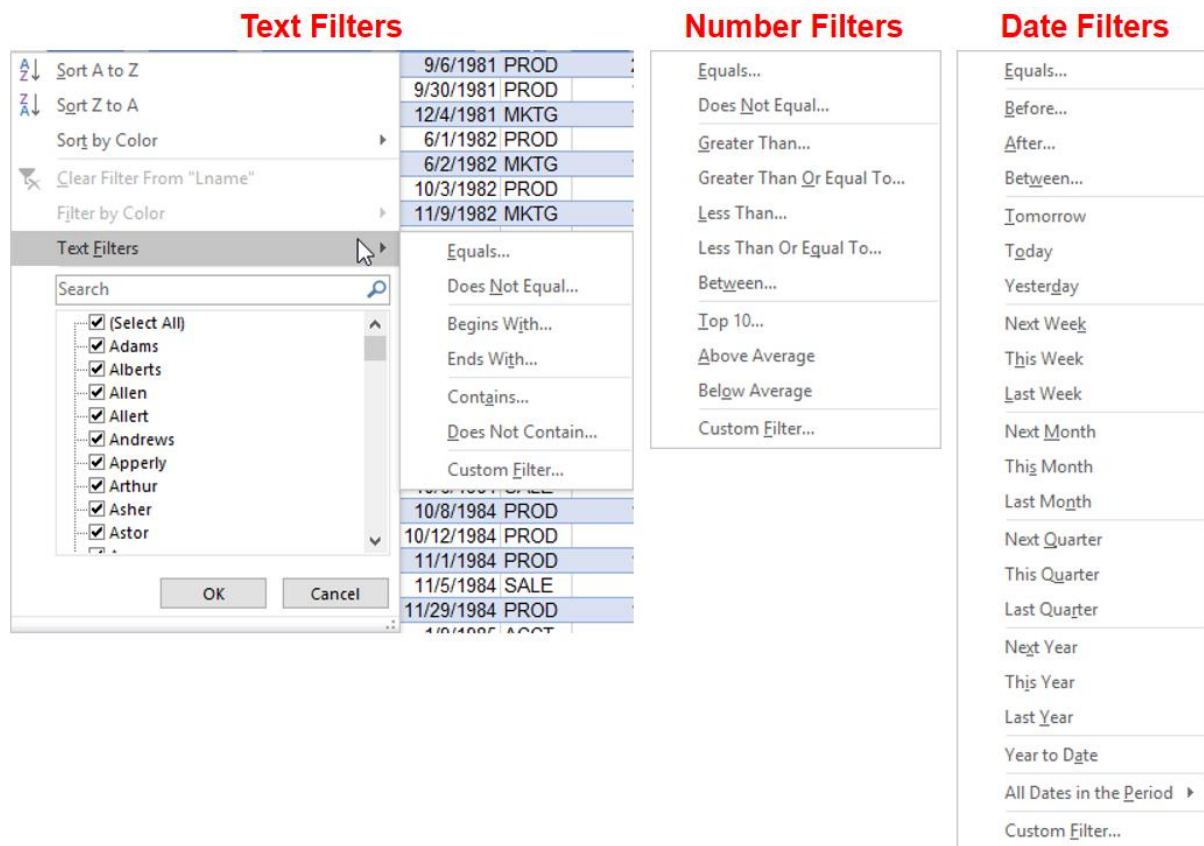 Text Filters
Number Filters
Date Filters
Sort A to Z
Sort Z to A
Sort by Color
Clear Filter From "Lname"
Filter by Color
Text Filters
Search
(Select All)
Adams
Alberts
Allen
Allert
Andrews
Apperly
Arthur
Asher
Astor
OK
Cancel
9/6/1981 PROD
9/30/1981 PROD
12/4/1981 MKTG
6/1/1982 PROD
6/2/1982 MKTG
10/3/1982 PROD
11/9/1982 MKTG
Equals...
Does Not Equal...
Begins With...
Ends With...
Contains...
Does Not Contain...
Custom Filter...
10/8/1984 PROD
10/12/1984 PROD
11/1/1984 PROD
11/5/1984 SALE
11/29/1984 PROD
Equals...
Does Not Equal...
Greater Than...
Greater Than Or Equal To...
Less Than...
Less Than Or Equal To...
Between...
Top 10...
Above Average
Below Average
Custom Filter...
Equals...
Before...
After...
Between...
Tomorrow
Today
Yesterday
Next Week
This Week
Last Week
Next Month
This Month
Last Month
Next Quarter
This Quarter
Last Quarter
Next Year
This Year
Last Year
Year to Date
All Dates in the Period
Custom Filter...